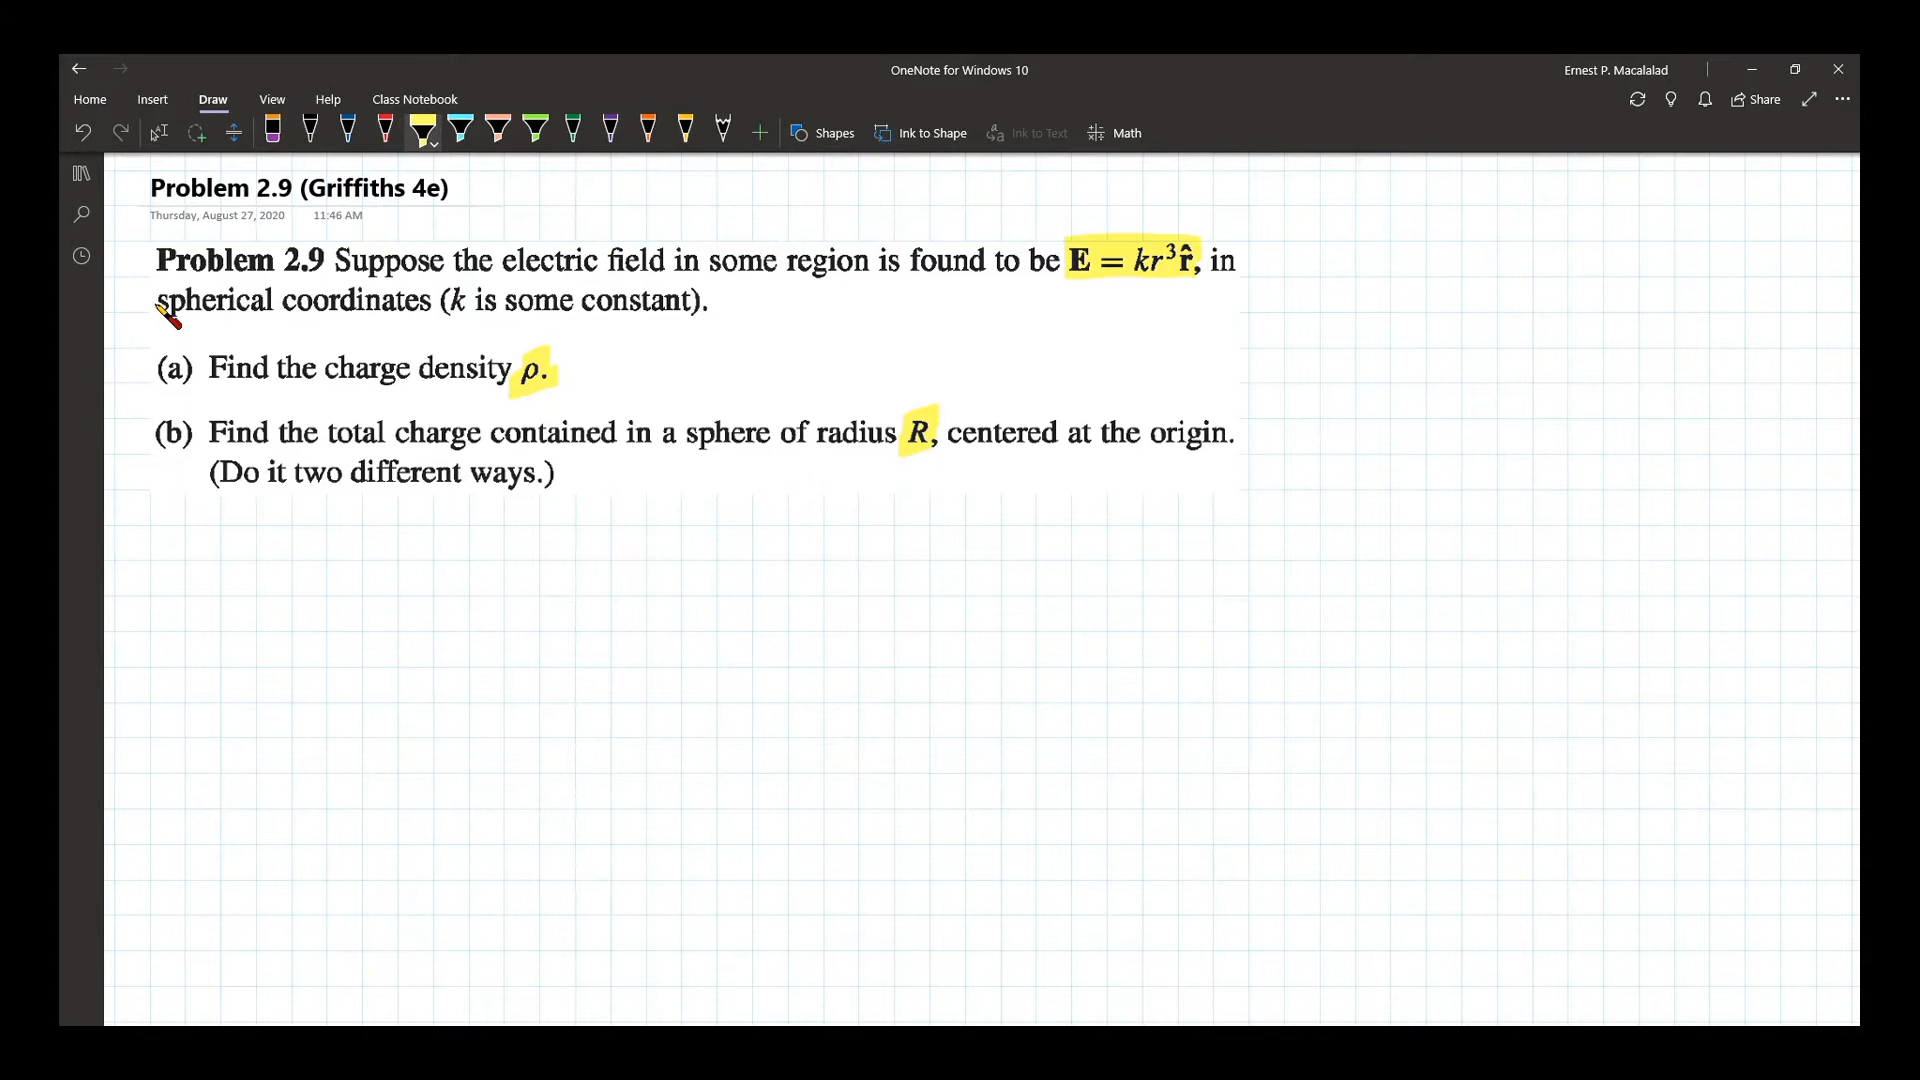 OneNote for Windows 10
Ernest P. Macalalad
Home Insert Draw View Help Class Notebook
Share
Shapes Ink to Shape Ink to Text Math
Problem 2.9 (Griffiths 4e)
Thursday, August 27, 2020 11:46 AM
Problem 2.9 Suppose the electric field in some region is found to be E = kr³r̂, in
spherical coordinates (k is some constant).
(a) Find the charge density ρ.
(b) Find the total charge contained in a sphere of radius R, centered at the origin.
(Do it two different ways.)